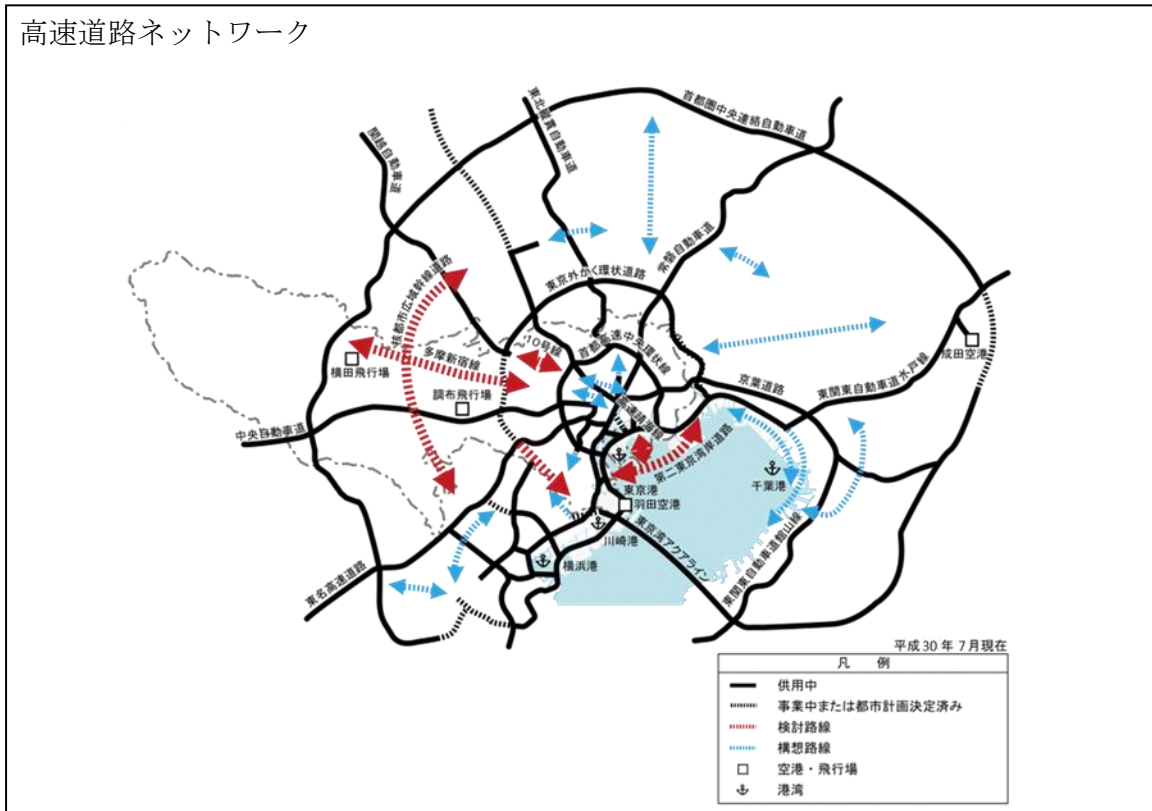 高速道路ネットワーク
首都圏中央連絡自動車道
東北縦貫自動車道
関越自動車道
常磐自動車道
東京外かく環状道路
核都市広域幹線道路
10号線
首都高速中央環状線
多摩新宿線
横田飛行場
調布飛行場
中央自動車道
成田空港
東関東自動車道水戸線
京葉道路
高速晴海線
第二東京湾岸道路
東京港
羽田空港
千葉港
川崎港
横浜港
東京湾アクアライン
東関東自動車道館山線
東名高速道路
平成30年7月現在
凡 例
供用中
事業中または都市計画決定済み
検討路線
構想路線
空港・飛行場
港湾